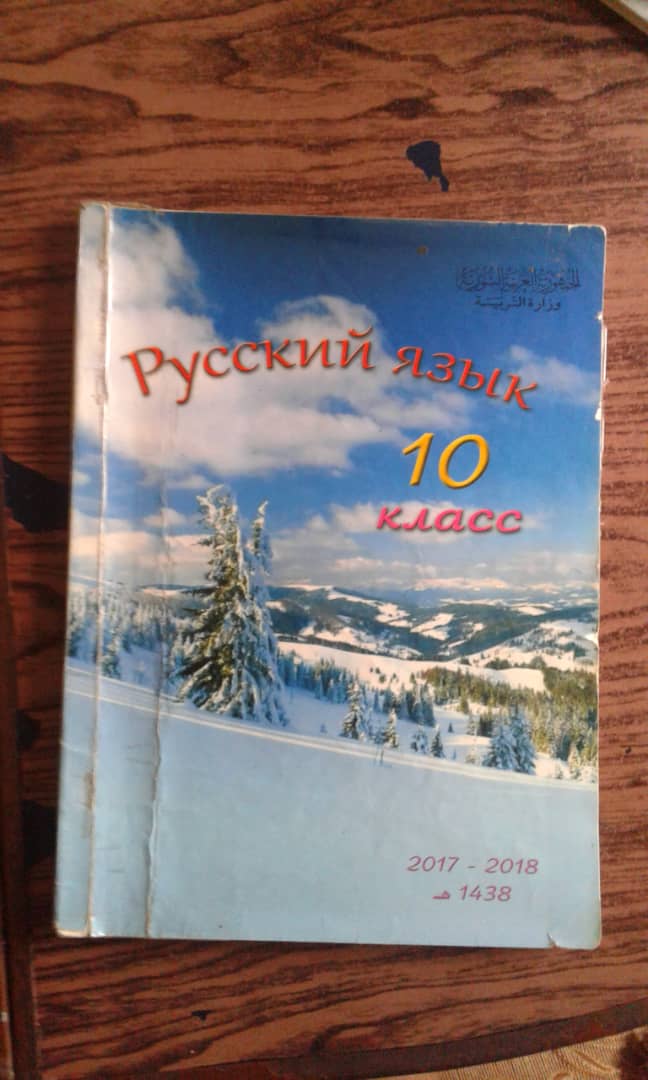 الجمهورية العربية السورية
وزارة التربية
Русский язык
10
класс
2017 - 2018
1438 هـ